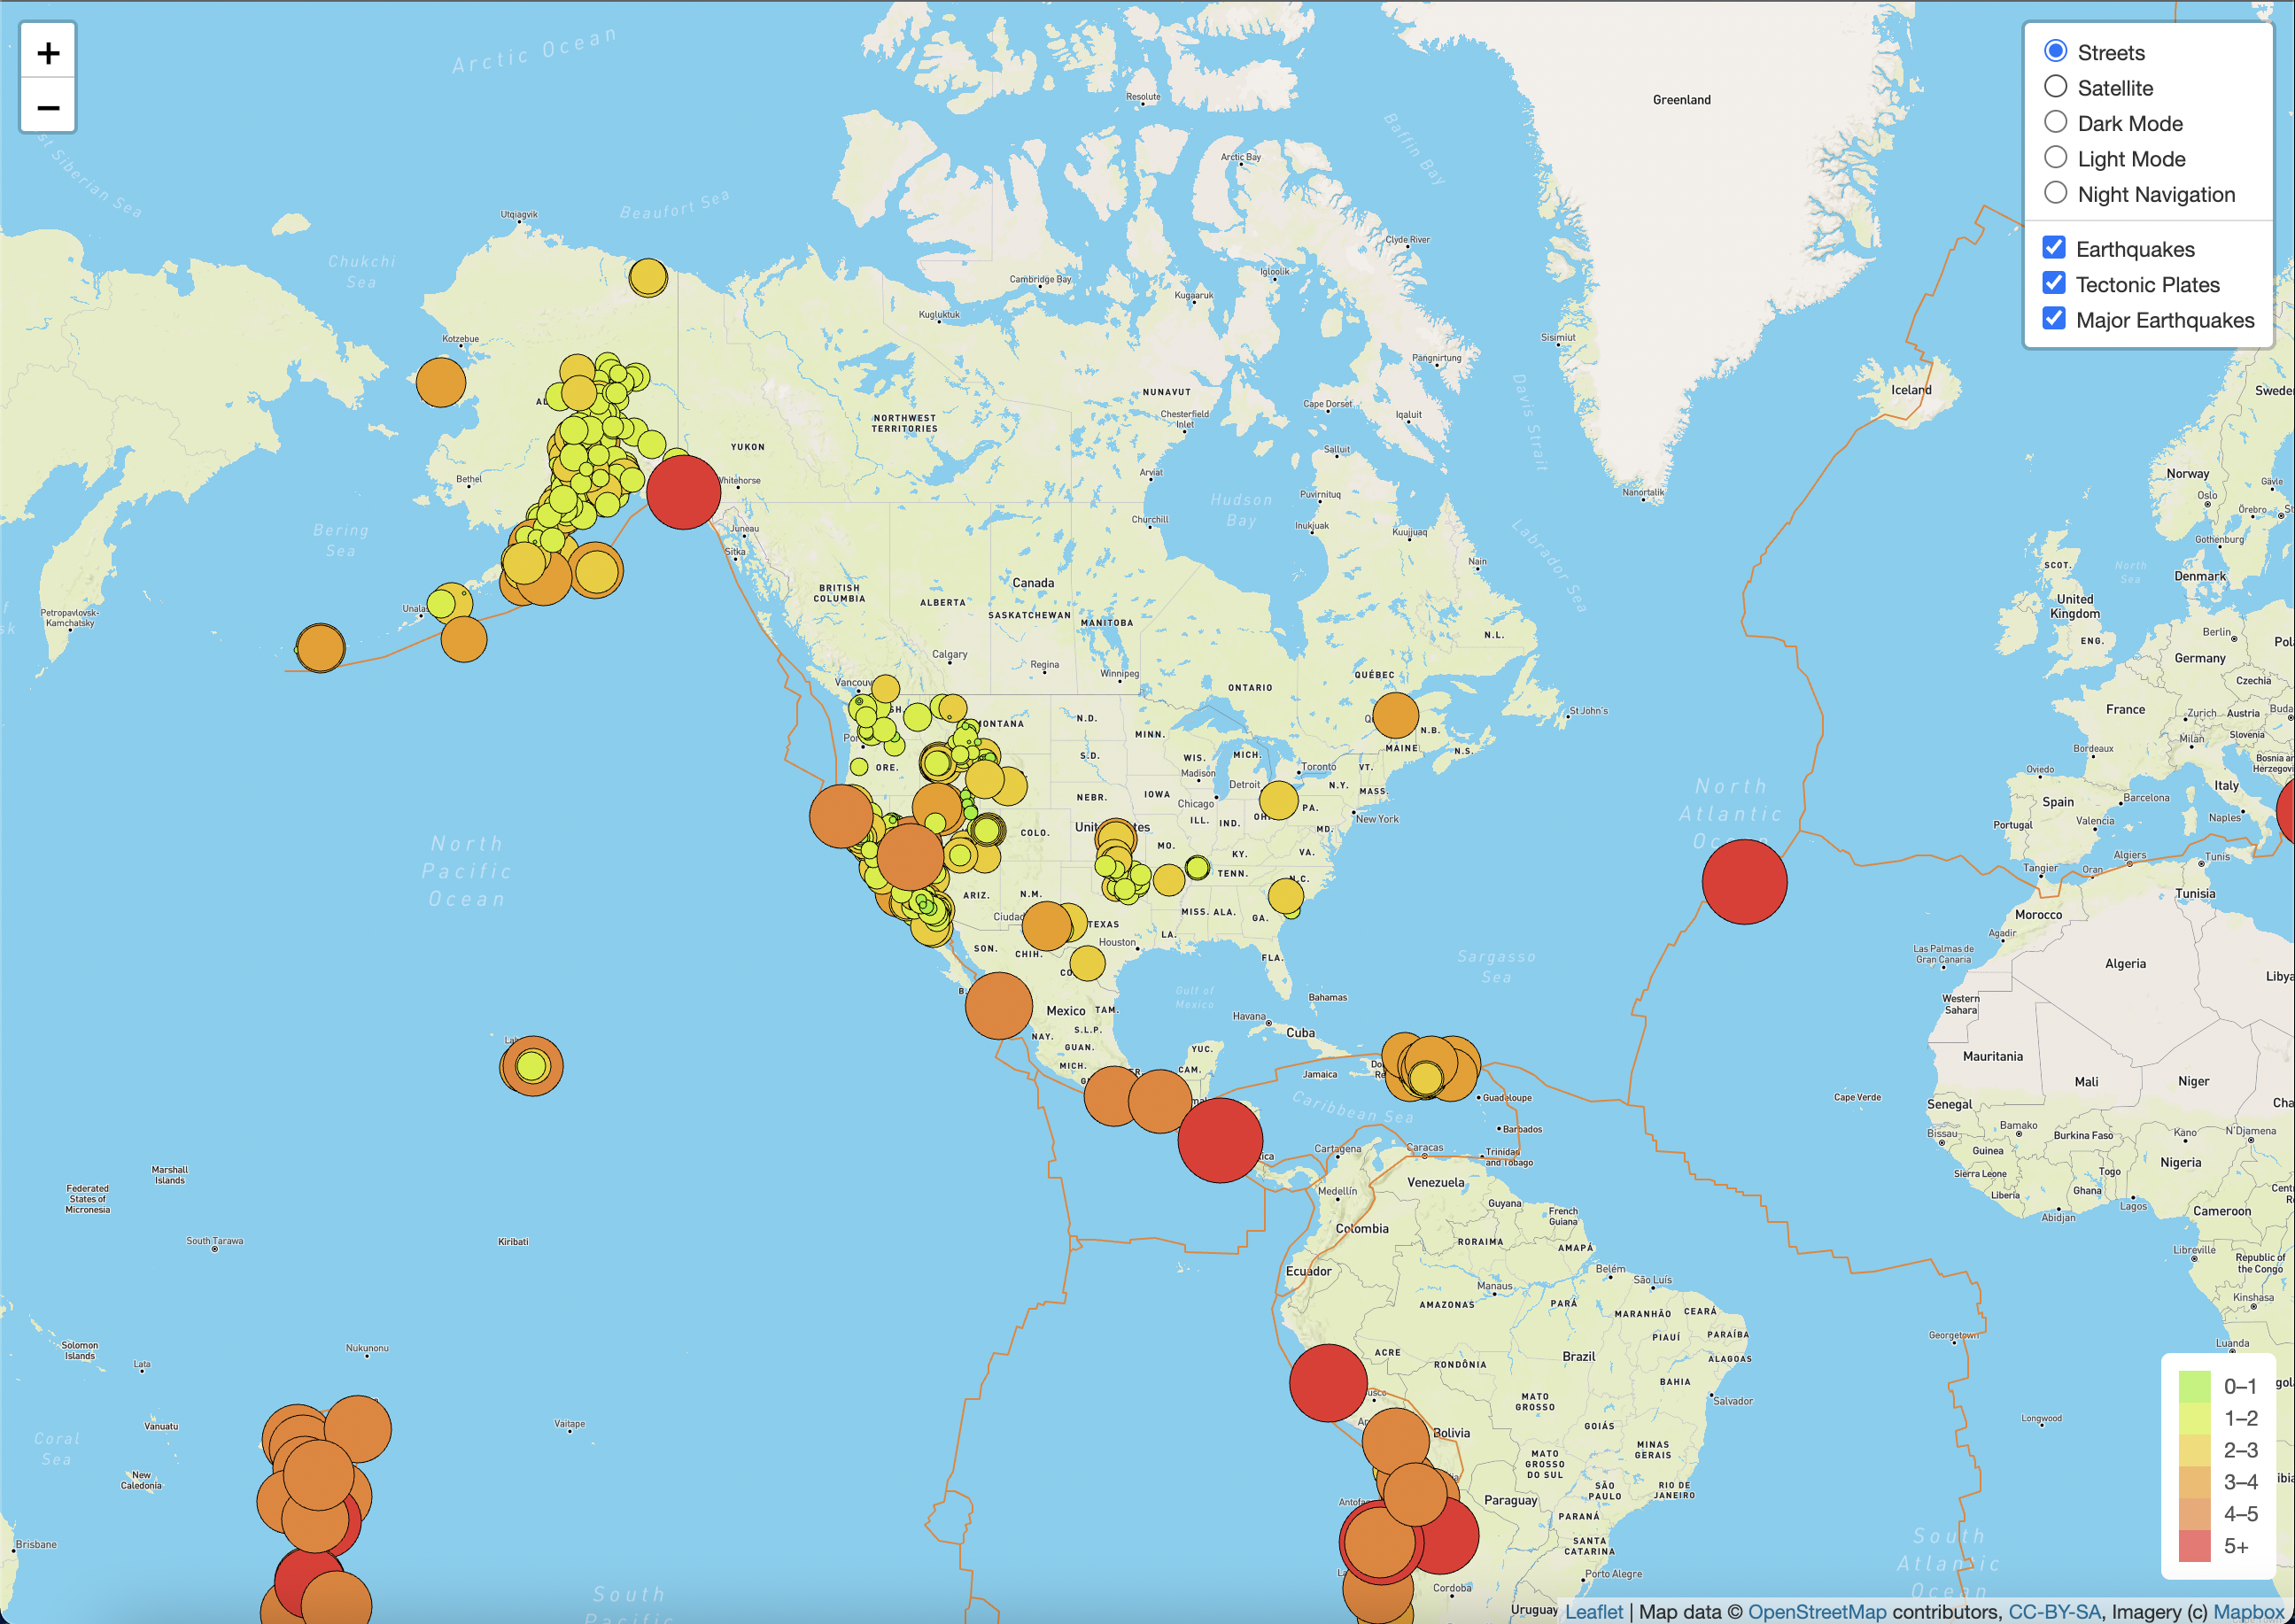 +
−
Streets
Satellite
Dark Mode
Light Mode
Night Navigation
Earthquakes
Tectonic Plates
Major Earthquakes
Arctic Ocean
Resolute
Greenland
Baffin Bay
Arctic Bay
st Siberian Sea
Beaufort Sea
Utqiagvik
Clyde River
Chukchi
Sea
Igloolik
Cambridge Bay
Kugaaruk
Kugluktuk
Kotzebue
Sisimiut
Pangnirtung
Iceland
Swede
NUNAVUT
Chesterfield
Inlet
Cape Dorset
Iqaluit
Davis Strait
NORTHWEST
TERRITORIES
YUKON
Salluit
Arviat
Norway
Oslo
Gävle
Örebro
St
Gothenburg
Bethel
Whitehorse
Hudson
Bay
Puvirnituq
Nanortalik
Churchill
Inukjuak
Kuujjuaq
Labrador Sea
Bering
Sea
Juneau
Sitka
Nain
SCOT.
North
Sea
Denmark
Canada
BRITISH
COLUMBIA
ALBERTA
SASKATCHEWAN
MANITOBA
United
Kingdom
Petropavlovsk-
Kamchatsky
Unalas
N.L.
ENG.
Berlin
Germany
Pol
Calgary
Regina
Winnipeg
Vancouv
QUÉBEC
ONTARIO
Czechia
France
Zurich
Austria
Buda
St John's
MONTANA
N.D.
MINN.
N.B.
MAINE
N.S.
Milan
Slovenia
Bordeaux
Bosnia an
Herzegovi
Por
ORE.
S.D.
WIS.
MICH.
Madison
Toronto
VT.
Detroit
N.Y.
MASS.
Oviedo
Italy
Spain
Barcelona
Portugal
Valencia
Naples
NEBR.
IOWA
Chicago
PA.
New York
ILL.
IND.
MD.
COLO.
MO.
KY.
VA.
North
Atlantic
Tangier
Oran
Algiers
Tunis
Tunisia
TENN.
N.C.
ARIZ.
N.M.
Ciudad
TEXAS
MISS.
ALA.
GA.
LA.
Houston
FLA.
SON.
CHIH.
North
Pacific
Ocean
Morocco
Agadir
Las Palmas de
Gran Canaria
Algeria
Libya
Sargasso
Sea
Gulf of
Mexico
Bahamas
Western
Sahara
Mexico
TAM.
S.L.P.
NAY.
GUAN.
MICH.
YUC.
CAM.
Havana
Cuba
Jamaica
Mauritania
Mali
Niger
Cha
Cape Verde
Guadeloupe
Caribbean Sea
Barbados
Senegal
Bissau
Bamako
Burkina Faso
Kano
N'Djamena
Guinea
Sierra Leone
Liberia
Togo
Ghana
Nigeria
Abidjan
Lagos
Cameroon
Cartagena
Caracas
Trinidad
and Tobago
Marshall
Islands
Federated
States of
Micronesia
Medellín
Venezuela
Guyana
French
Guiana
Colombia
South Tarawa
Kiribati
RORAIMA
AMAPÁ
Libreville
Republic of
the Congo
Ecuador
Belém
São Luís
Manaus
Kinshasa
AMAZONAS
PARÁ
MARANHÃO
CEARÁ
PIAUÍ
PARAÍBA
Georgetown
Luanda
Solomon
Islands
Lata
Nukunonu
ACRE
RONDÔNIA
Brazil
ALAGOAS
BAHIA
Salvador
MATO
GROSSO
GOIÁS
Longwood
Vanuatu
Vaitape
Coral
Sea
New
Caledonia
Bolivia
MATO
GROSSO
DO SUL
MINAS
GERAIS
SÃO
PAULO
RIO DE
JANEIRO
Antofa
Paraguay
PARANÁ
SANTA
CATARINA
Brisbane
Porto Alegre
Cordoba
Uruguay
South
Pacific
South
Atlantic
Ocean
0–1
1–2
2–3
3–4
4–5
5+
Leaflet | Map data © OpenStreetMap contributors, CC-BY-SA, Imagery (c) Mapbox